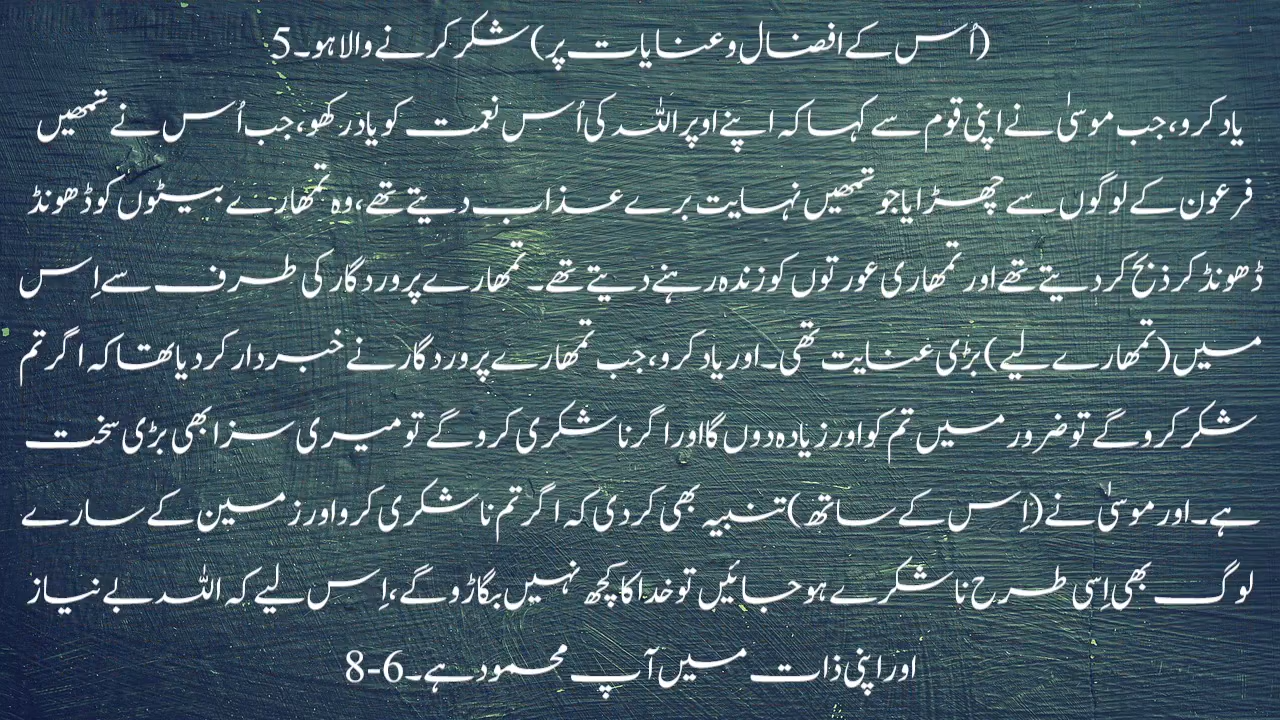 (اُس کے افضال و عنایات پر) شکر کرنے والا ہو۔5
یاد کرو، جب موسیٰ نے اپنی قوم سے کہا کہ اپنے اوپر اللہ کی اُس نعمت کو یاد رکھو، جب اُس نے تمھیں
فرعون کے لوگوں سے چھڑایا جو تمھیں نہایت برے عذاب دیتے تھے، وہ تمھارے بیٹوں کو ڈھونڈ
ڈھونڈ کر ذبح کر دیتے تھے اور تمھاری عورتوں کو زندہ رہنے دیتے تھے۔ تمھارے پروردگار کی طرف سے اِس
میں (تمھارے لیے) بڑی عنایت تھی۔ اور یاد کرو، جب تمھارے پروردگار نے خبردار کر دیا تھا کہ اگر تم
شکر کرو گے تو ضرور میں تم کو اور زیادہ دوں گا اور اگر ناشکری کرو گے تو میری سزا بھی بڑی سخت
ہے۔ اور موسیٰ نے (اِس کے ساتھ) تنبیہ بھی کر دی کہ اگر تم ناشکری کرو اور زمین کے سارے
لوگ بھی اِسی طرح ناشکرے ہو جائیں تو خدا کا کچھ نہیں بگاڑو گے، اِس لیے کہ اللہ بے نیاز
اور اپنی ذات میں آپ محمود ہے۔6-8